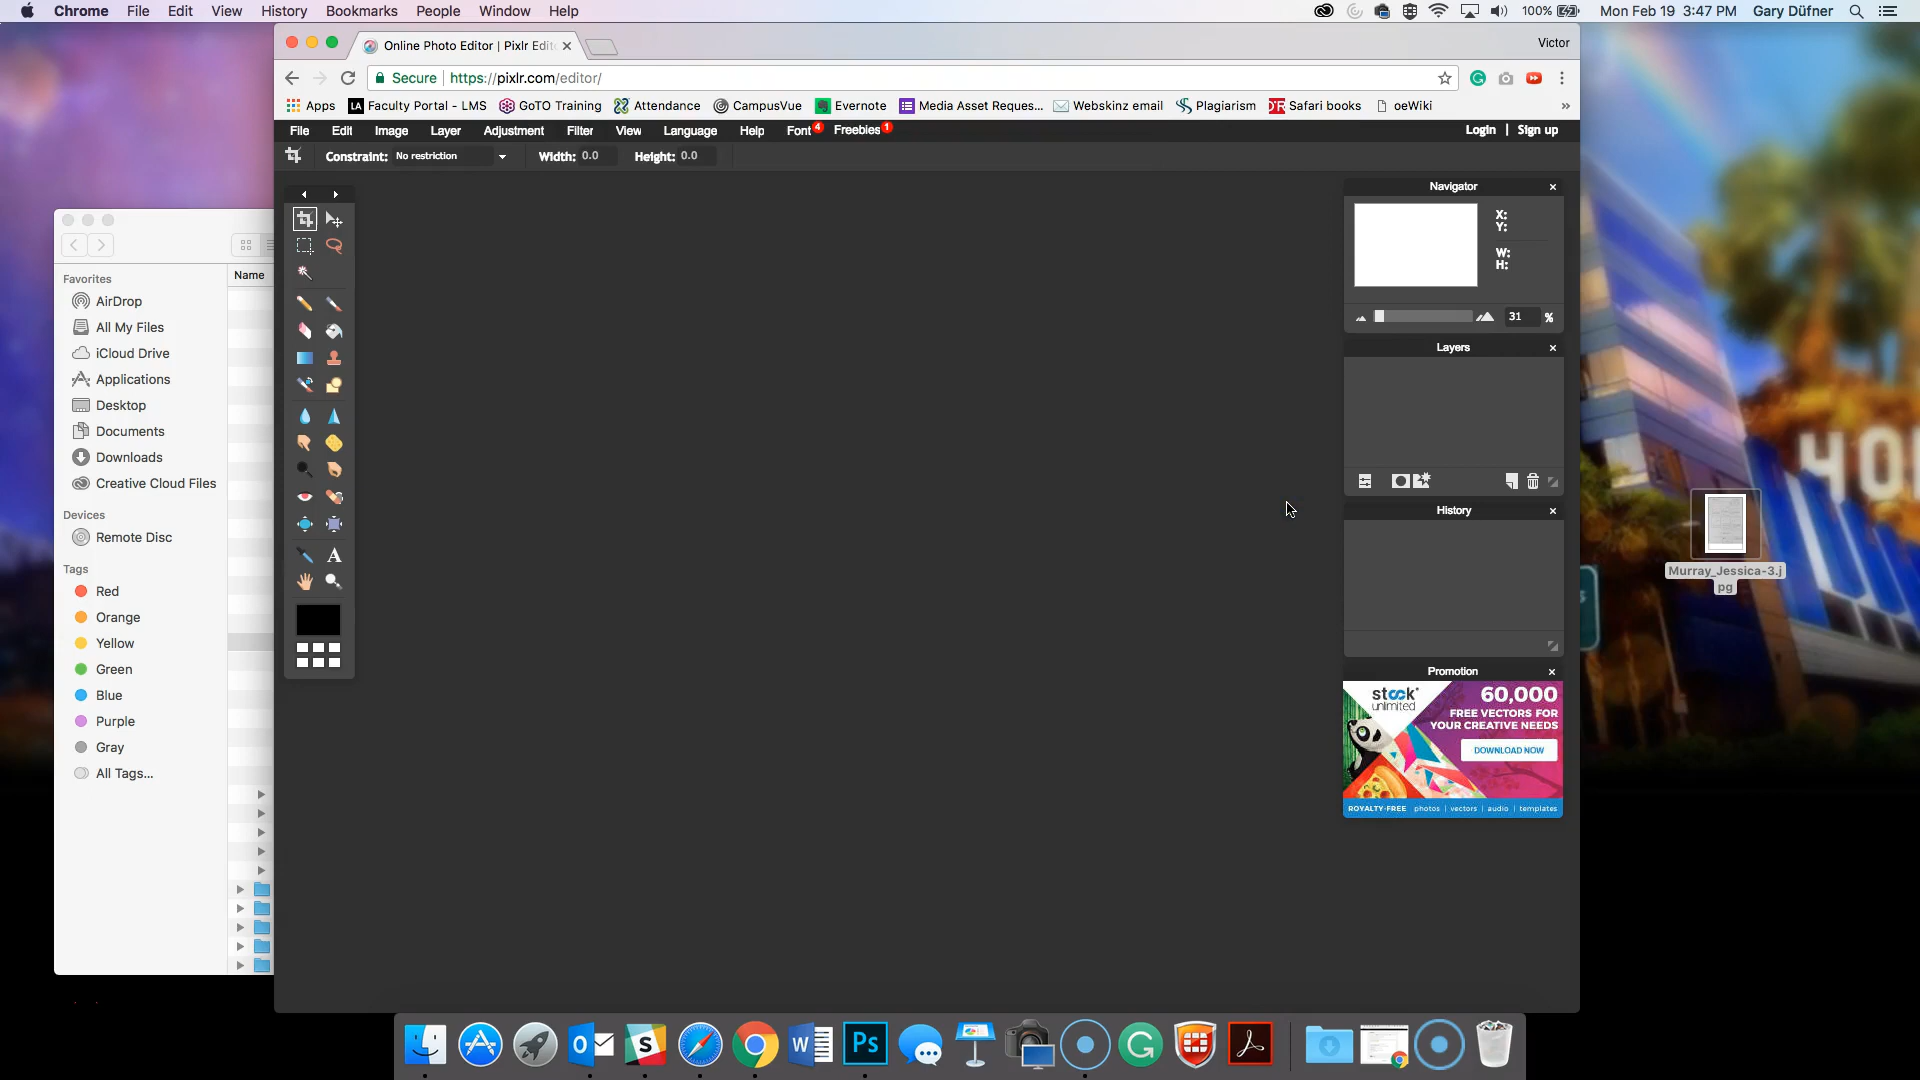 Chrome File Edit View History Bookmarks People Window Help
100% Mon Feb 19 3:47 PM Gary Düfner
Online Photo Editor | Pixlr Edit
Victor
Secure https://pixlr.com/editor/
Apps LA Faculty Portal - LMS GoTO Training Attendance CampusVue Evernote Media Asset Reques... Webskinz email Plagiarism Safari books oeWiki »
File Edit Image Layer Adjustment Filter View Language Help Font 4 Freebies 1 Login | Sign up
Constraint: No restriction Width: 0.0 Height: 0.0
Navigator
X:
Y:
W:
H:
31 %
Layers
History
Promotion
stock unlimited
60,000
FREE VECTORS FOR
YOUR CREATIVE NEEDS
DOWNLOAD NOW
ROYALTY-FREE photos | vectors | audio | templates
A
Name
Favorites
AirDrop
All My Files
iCloud Drive
Applications
Desktop
Documents
Downloads
Creative Cloud Files
Devices
Remote Disc
Tags
Red
Orange
Yellow
Green
Blue
Purple
Gray
All Tags...
HO
Murray_Jessica-3.j
pg
O S W Ps G